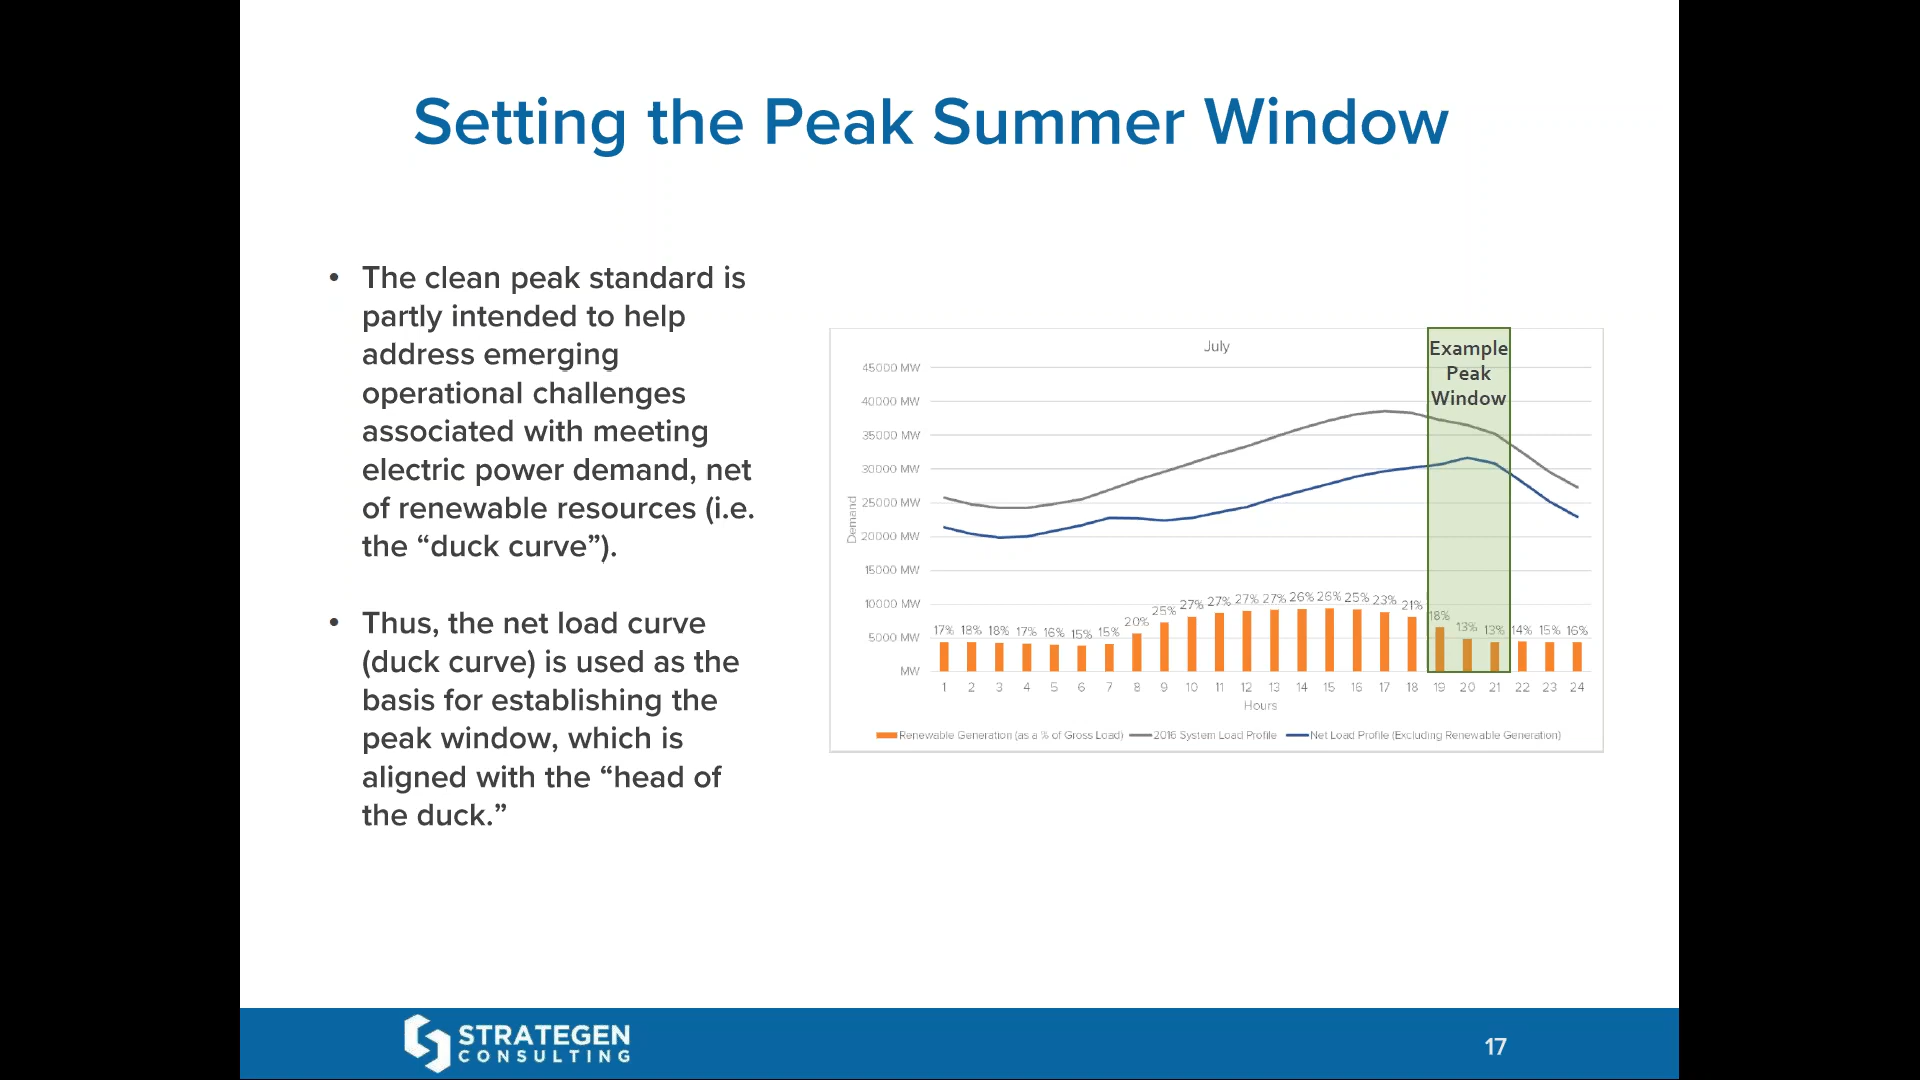 Setting the Peak Summer Window
• The clean peak standard is
partly intended to help
address emerging
operational challenges
associated with meeting
electric power demand, net
of renewable resources (i.e.
the “duck curve”).
• Thus, the net load curve
(duck curve) is used as the
basis for establishing the
peak window, which is
aligned with the “head of
the duck.”
July
Example
Peak
Window
45000 MW
40000 MW
35000 MW
30000 MW
25000 MW
20000 MW
15000 MW
10000 MW
5000 MW
MW
Demand
17% 18% 18% 17% 16% 15% 15% 20% 25% 27% 27% 27% 27% 26% 26% 25% 23% 21% 18% 13% 13% 14% 15% 16%
1 2 3 4 5 6 7 8 9 10 11 12 13 14 15 16 17 18 19 20 21 22 23 24
Hours
Renewable Generation (as a % of Gross Load) 2016 System Load Profile Net Load Profile (Excluding Renewable Generation)
STRATEGEN
CONSULTING
17